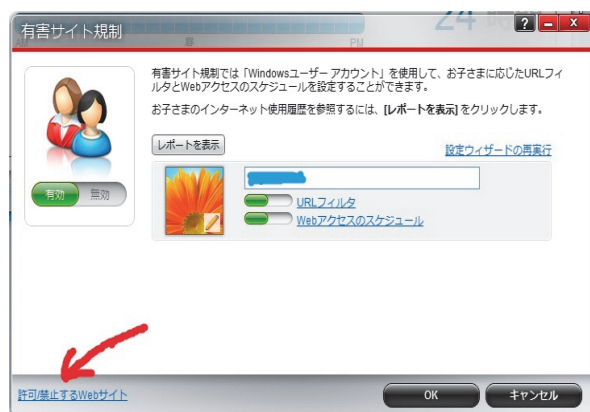 24 時
有害サイト規制
AM
昼
PM
有害サイト規制では「Windowsユーザー アカウント」を使用して、お子さまに応じたURLフィ
ルタとWebアクセスのスケジュールを設定することができます。
お子さまのインターネット使用履歴を参照するには、[レポートを表示] をクリックします。
レポートを表示
設定ウィザードの再実行
有効
無効
URLフィルタ
Webアクセスのスケジュール
許可/禁止するWebサイト
OK
キャンセル